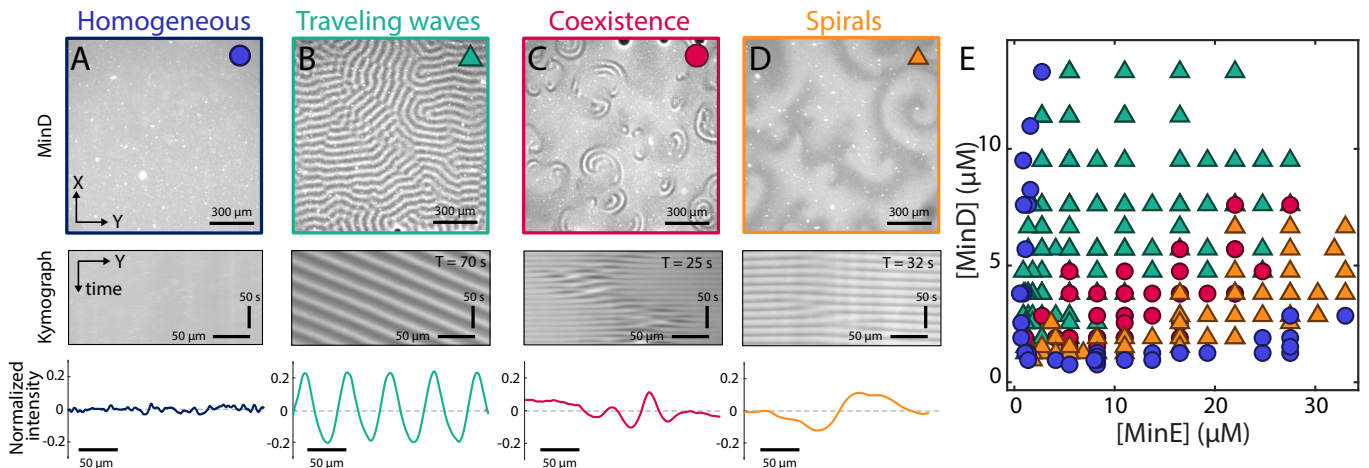 Homogeneous
Traveling waves
Coexistence
Spirals
A
B
C
D
E
MinD
X
Y
300 µm
300 µm
300 µm
300 µm
Kymograph
Y
time
50 s
50 µm
T = 70 s
50 s
50 µm
T = 25 s
50 s
50 µm
T = 32 s
50 s
50 µm
Normalized
intensity
0.2
0
-0.2
50 µm
0.2
0
-0.2
50 µm
0.2
0
-0.2
50 µm
0.2
0
-0.2
50 µm
[MinD] (µM)
10
5
0
0
10
20
30
[MinE] (µM)